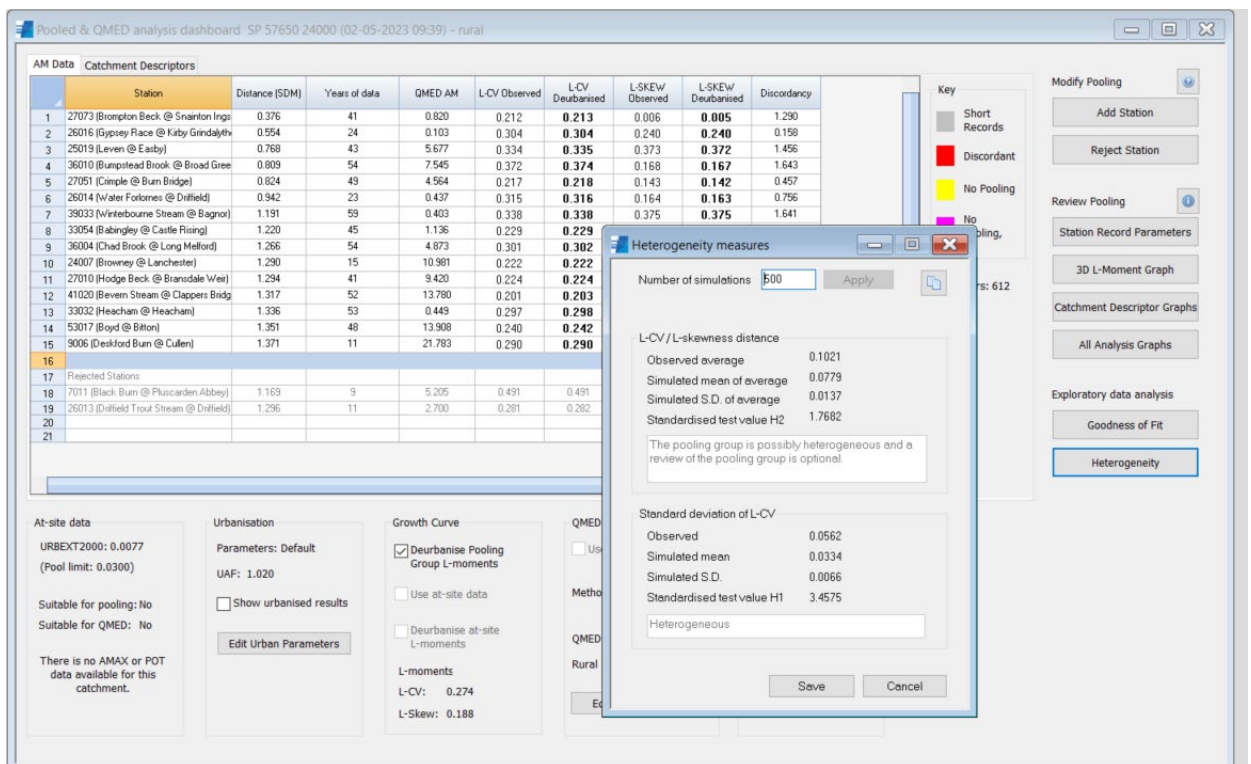 Pooled & QMED analysis dashboard SP 57650 24000 (02-05-2023 09:39) - rural
AM Data Catchment Descriptors
Station Distance (SDM) Years of data QMED AM L-CV Observed L-CV Deurbanised L-SKEW Observed L-SKEW Deurbanised Discordancy
1 27073 (Brompton Beck @ Snainton Ings 0.376 41 0.820 0.212 0.213 0.006 0.005 1.290
2 26016 (Gypsey Race @ Kirby Grindalyth 0.554 24 0.103 0.304 0.304 0.240 0.240 0.158
3 25019 (Leven @ Easby) 0.768 43 5.677 0.334 0.335 0.373 0.372 1.456
4 36010 (Bumpstead Brook @ Broad Gree 0.809 54 7.545 0.372 0.374 0.168 0.167 1.643
5 27051 (Crimple @ Burn Bridge) 0.824 49 4.564 0.217 0.218 0.143 0.142 0.457
6 26014 (Water Forlornes @ Driffield) 0.942 23 0.437 0.315 0.316 0.164 0.163 0.756
7 39033 (Winterbourne Stream @ Bagnor) 1.191 59 0.403 0.338 0.338 0.375 0.375 1.641
8 33054 (Babingley @ Castle Rising) 1.220 45 1.136 0.229 0.229
9 36004 (Chad Brook @ Long Melford) 1.266 54 4.873 0.301 0.302
10 24007 (Browney @ Lanchester) 1.290 15 10.981 0.222 0.222
11 27010 (Hodge Beck @ Bransdale Weir) 1.294 41 9.420 0.224 0.224
12 41020 (Bevern Stream @ Clappers Bridg 1.317 52 13.780 0.201 0.203
13 33032 (Heacham @ Heacham) 1.336 53 0.449 0.297 0.298
14 53017 (Boyd @ Bitton) 1.351 48 13.908 0.240 0.242
15 9006 (Deskford Burn @ Cullen) 1.371 11 21.783 0.290 0.290
16
17 Rejected Stations
18 7011 (Black Burn @ Pluscarden Abbey) 1.169 9 5.205 0.491 0.491
19 26013 (Driffield Trout Stream @ Driffield) 1.296 11 2.700 0.281 0.282
20
21
Key
Short Records
Discordant
No Pooling
No
rs: 612
Modify Pooling
Add Station
Reject Station
Review Pooling
Station Record Parameters
3D L-Moment Graph
Catchment Descriptor Graphs
All Analysis Graphs
Exploratory data analysis
Goodness of Fit
Heterogeneity
Heterogeneity measures
Number of simulations 500 Apply
L-CV / L-skewness distance
Observed average 0.1021
Simulated mean of average 0.0779
Simulated S.D. of average 0.0137
Standardised test value H2 1.7682
The pooling group is possibly heterogeneous and a
review of the pooling group is optional.
Standard deviation of L-CV
Observed 0.0562
Simulated mean 0.0334
Simulated S.D. 0.0066
Standardised test value H1 3.4575
Heterogeneous
Save Cancel
At-site data
URBEXT2000: 0.0077
(Pool limit: 0.0300)
Suitable for pooling: No
Suitable for QMED: No
There is no AMAX or POT
data available for this
catchment.
Urbanisation
Parameters: Default
UAF: 1.020
Show urbanised results
Edit Urban Parameters
Growth Curve
Deurbanise Pooling
Group L-moments
Use at-site data
Deurbanise at-site
L-moments
L-moments
L-CV: 0.274
L-Skew: 0.188
QMED
Metho
QMED
Rural